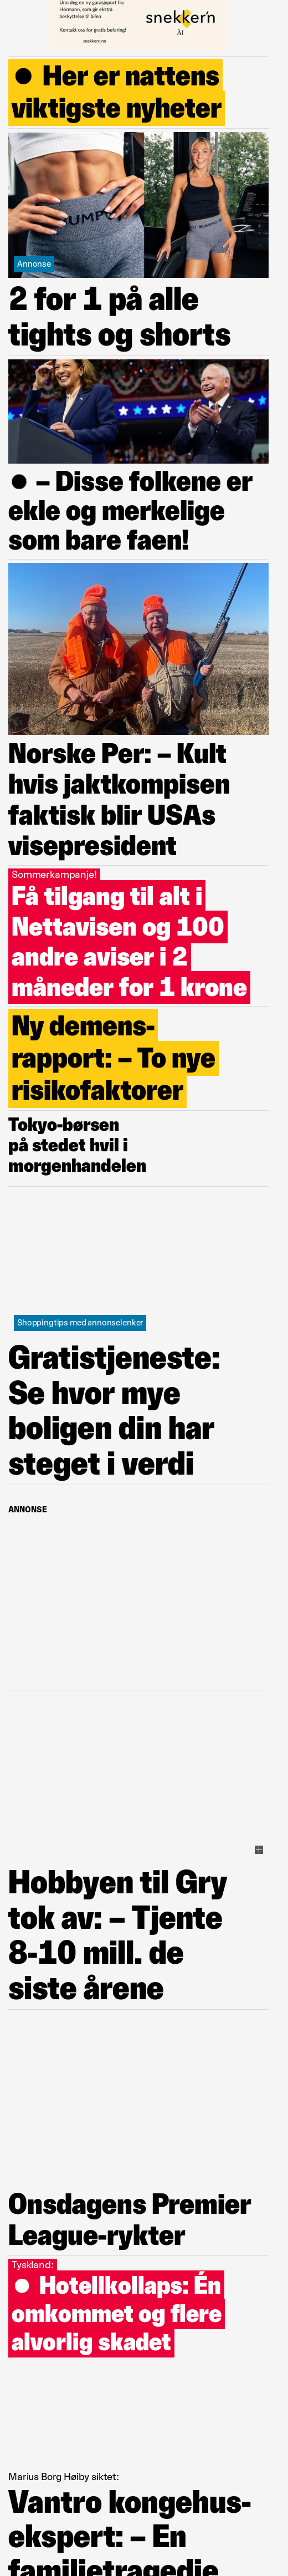 Unn deg en ny garasjeport fra
Hörmann, som gir ekstra
beskyttelse til bilen
Kontakt oss for gratis befaring!
snekkern.no
snekker'n
Ål
Her er nattens
viktigste nyheter
Annonse
2 for 1 på alle
tights og shorts
– Disse folkene er
ekle og merkelige
som bare faen!
Norske Per: – Kult
hvis jaktkompisen
faktisk blir USAs
visepresident
Sommerkampanje!
Få tilgang til alt i
Nettavisen og 100
andre aviser i 2
måneder for 1 krone
Ny demens-
rapport: – To nye
risikofaktorer
Tokyo-børsen
på stedet hvil i
morgenhandelen
Shoppingtips med annonselenker
Gratistjeneste:
Se hvor mye
boligen din har
steget i verdi
ANNONSE
Hobbyen til Gry
tok av: – Tjente
8-10 mill. de
siste årene
Onsdagens Premier
League-rykter
Tyskland:
Hotellkollaps: Én
omkommet og flere
alvorlig skadet
Marius Borg Høiby siktet:
Vantro kongehus-
ekspert: – En
familietragedie